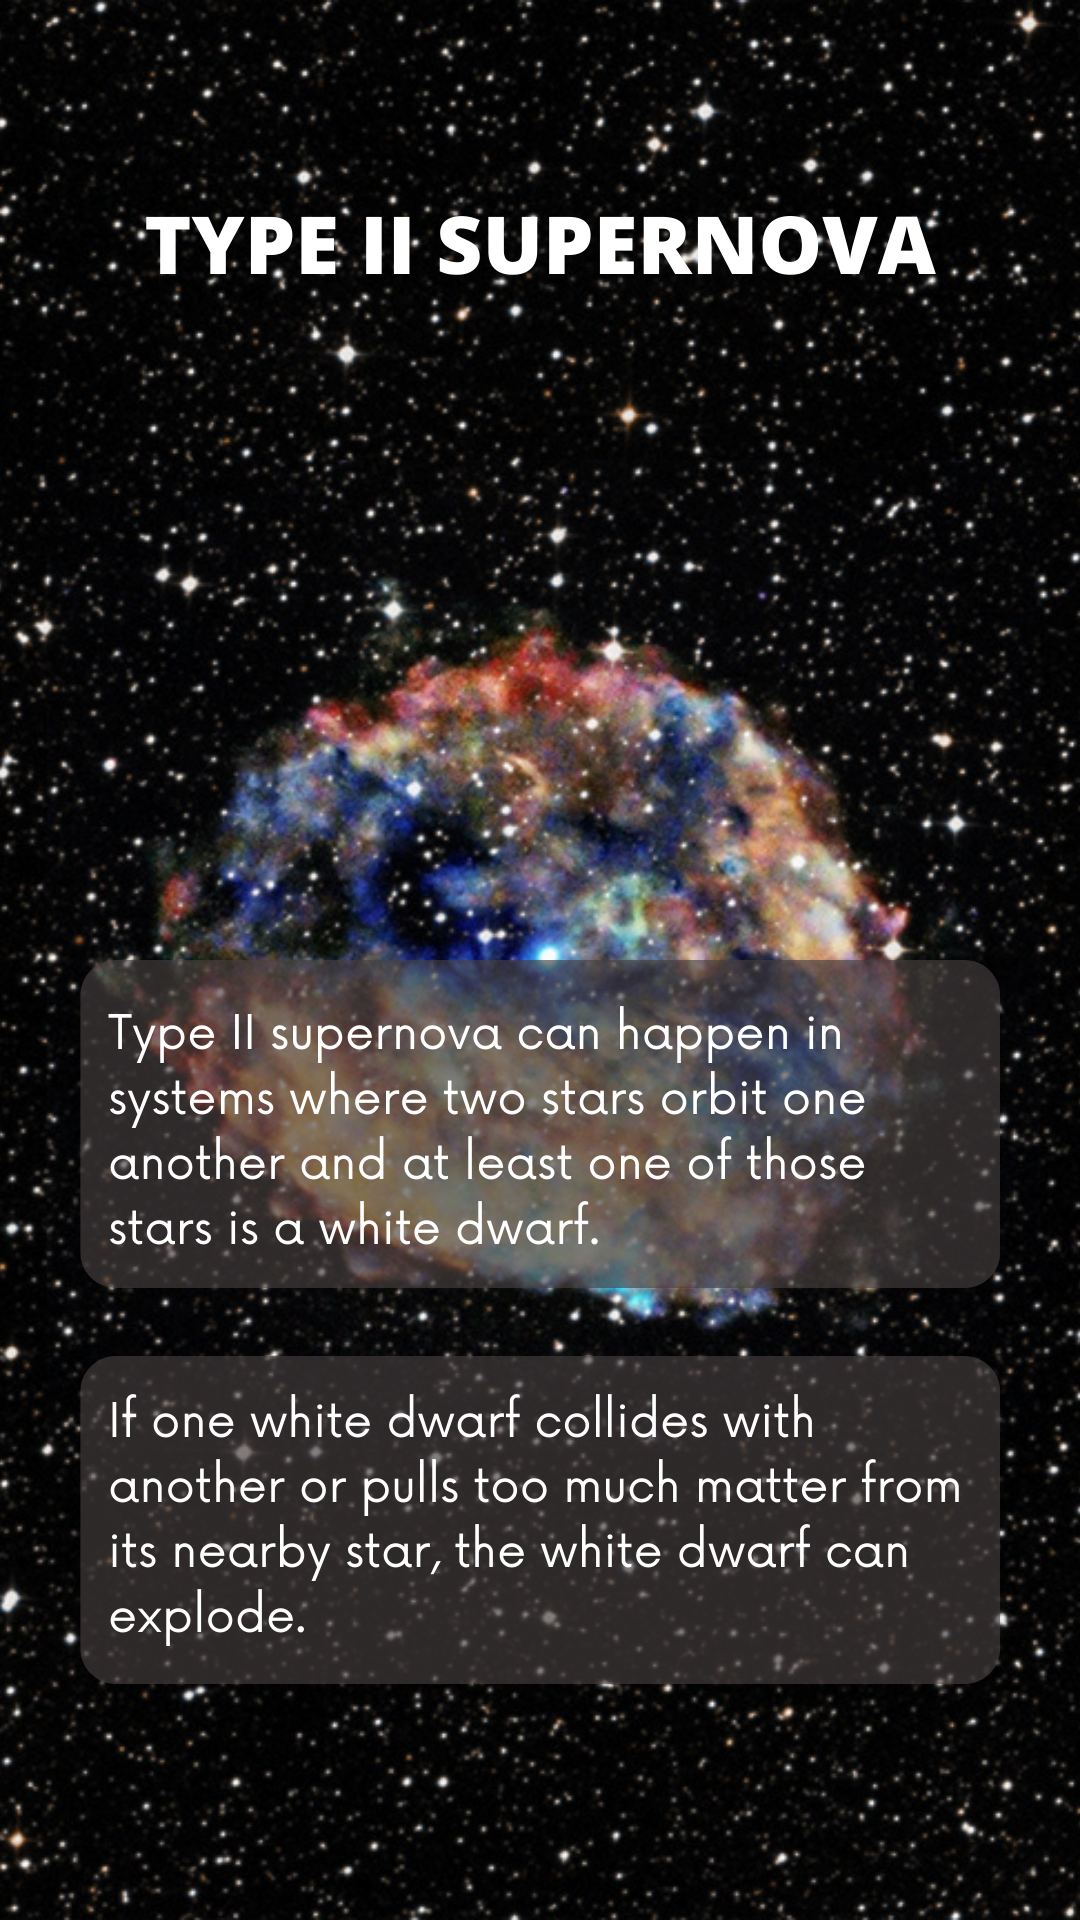 TYPE II SUPERNOVA
Type II supernova can happen in
systems where two stars orbit one
another and at least one of those
stars is a white dwarf.
If one white dwarf collides with
another or pulls too much matter from
its nearby star, the white dwarf can
explode.